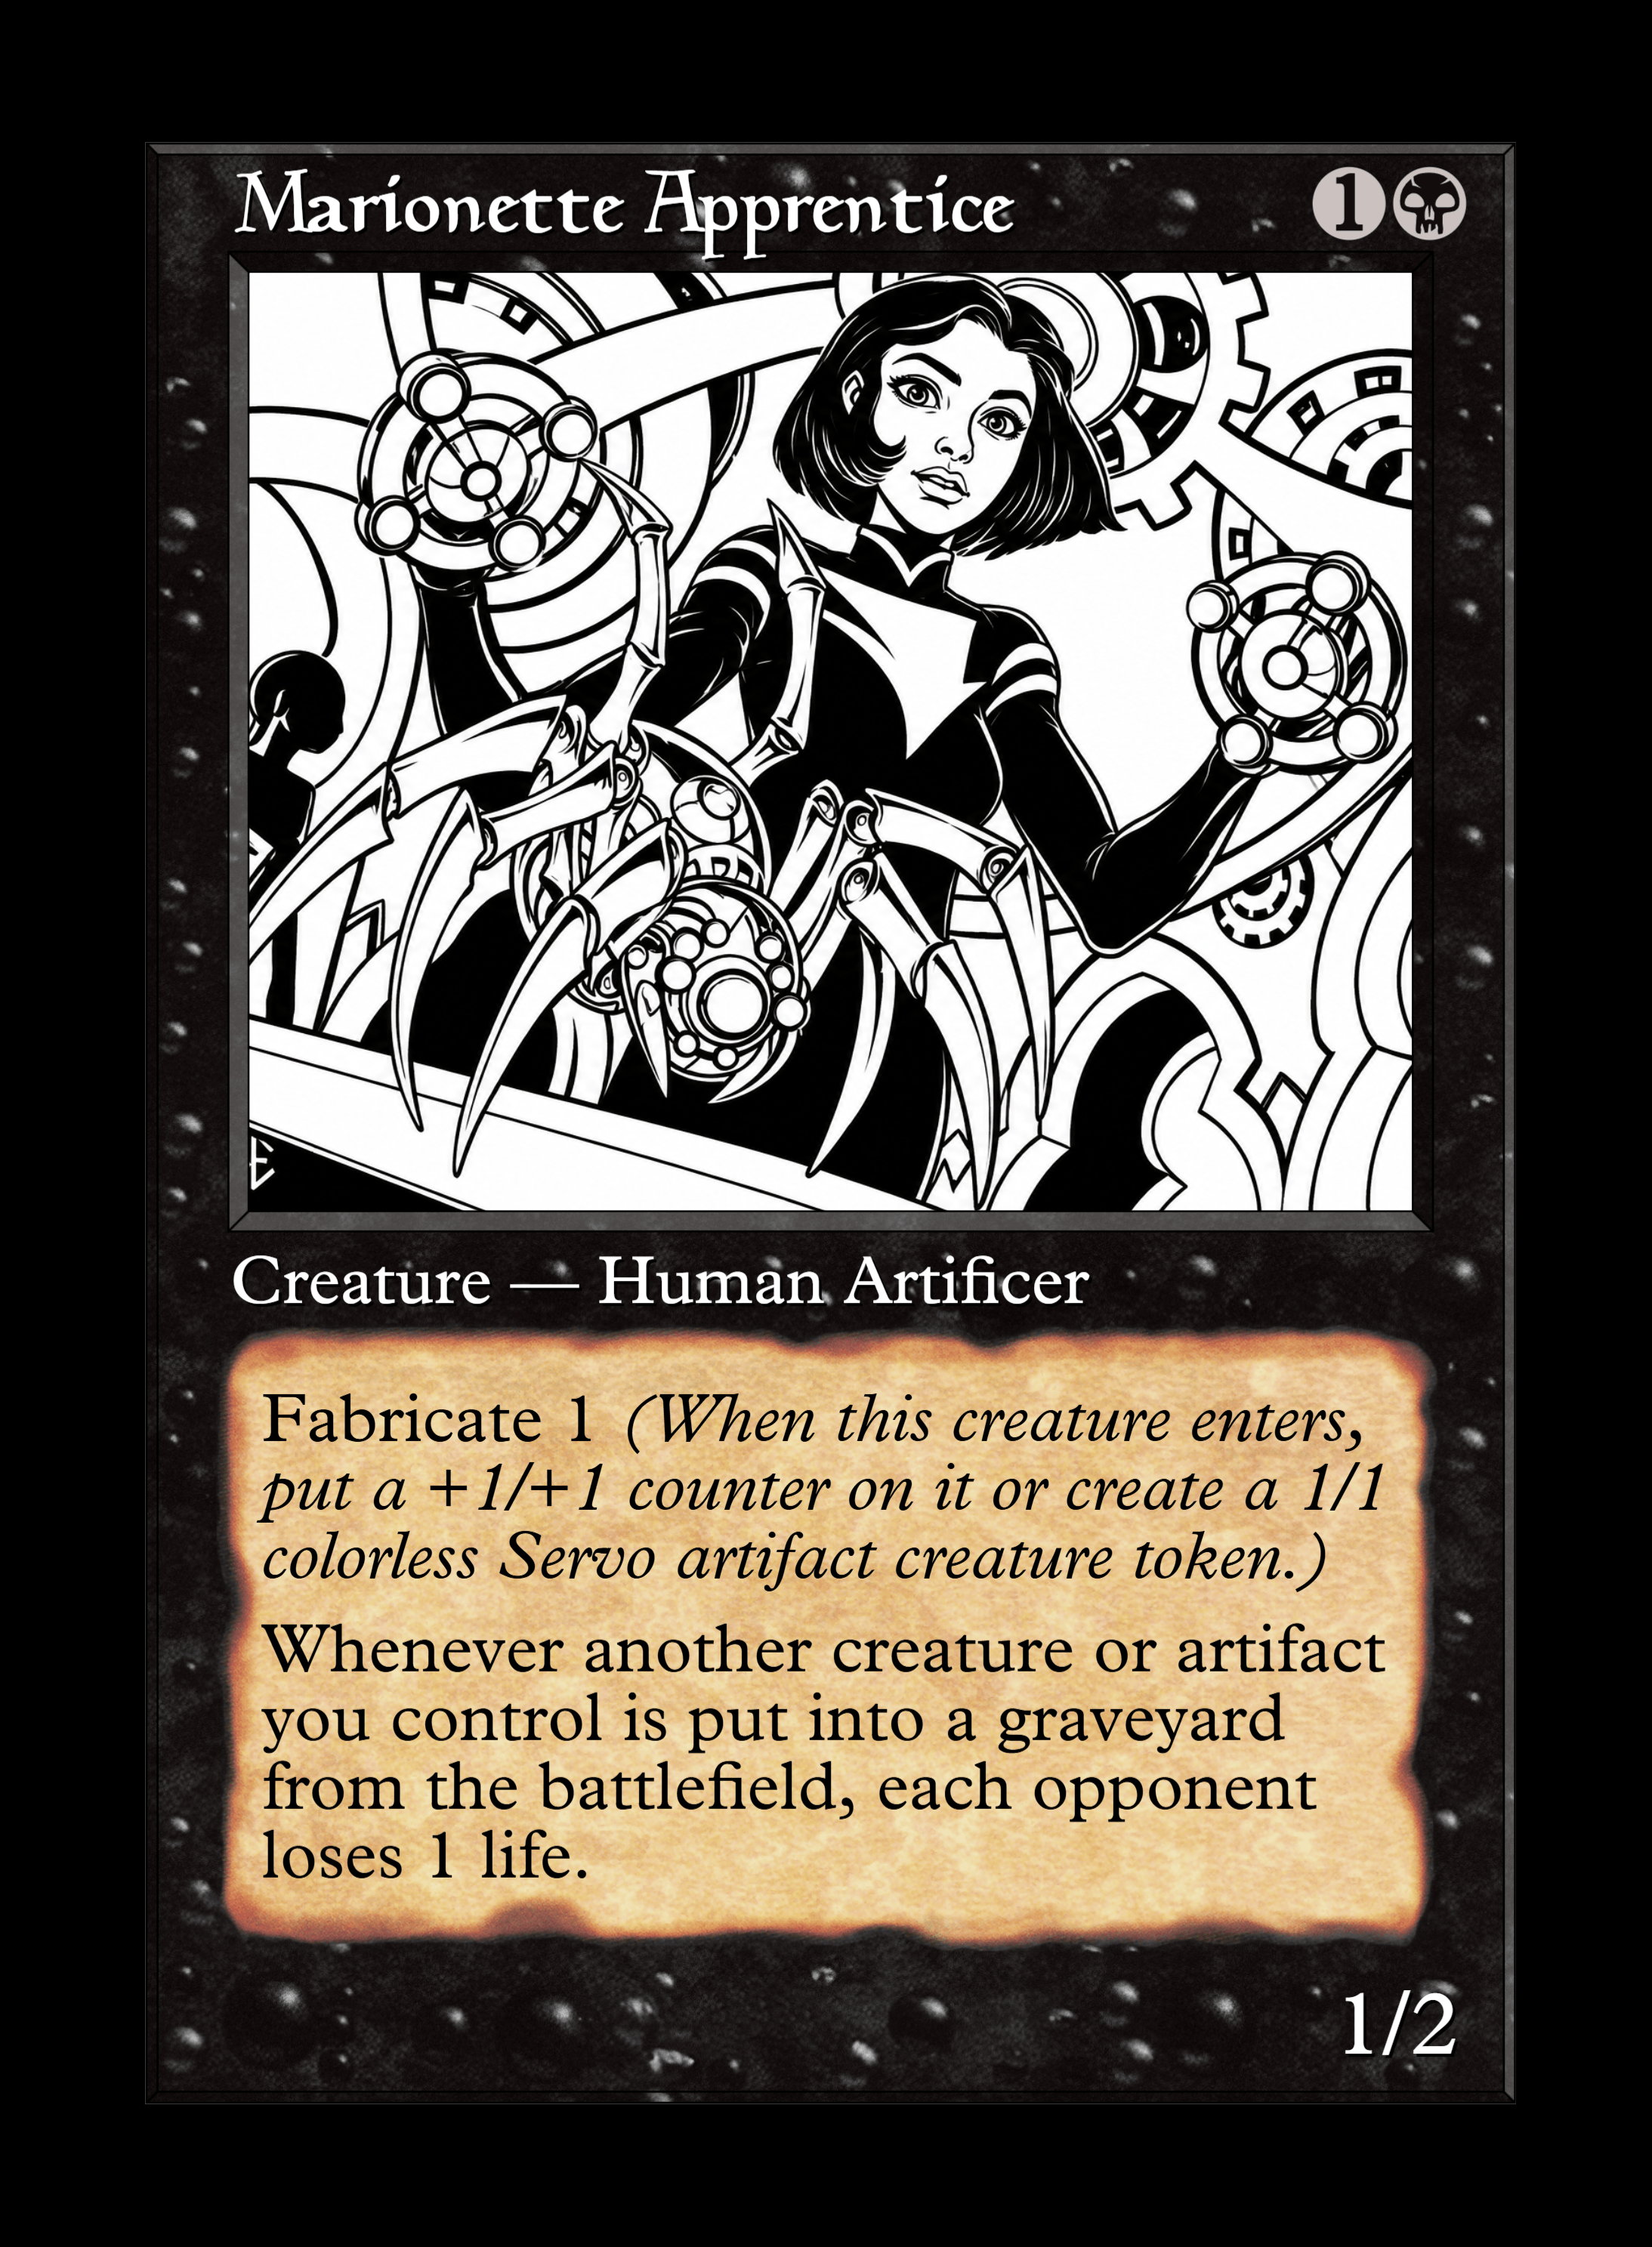 Marionette Apprentice 1
Creature — Human Artificer
Fabricate 1 (When this creature enters,
put a +1/+1 counter on it or create a 1/1
colorless Servo artifact creature token.)
Whenever another creature or artifact
you control is put into a graveyard
from the battlefield, each opponent
loses 1 life.
1/2